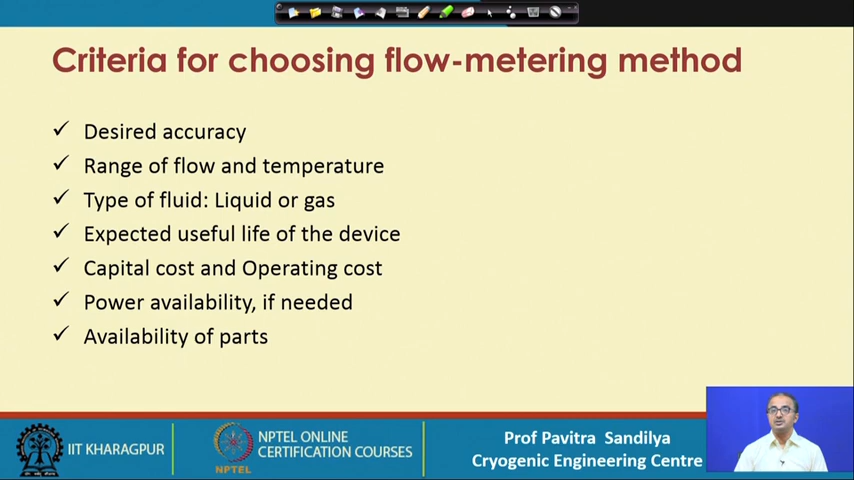 Criteria for choosing flow-metering method
Desired accuracy
Range of flow and temperature
Type of fluid: Liquid or gas
Expected useful life of the device
Capital cost and Operating cost
Power availability, if needed
Availability of parts
IIT KHARAGPUR
NPTEL
NPTEL ONLINE
CERTIFICATION COURSES
Prof Pavitra Sandilya
Cryogenic Engineering Centre